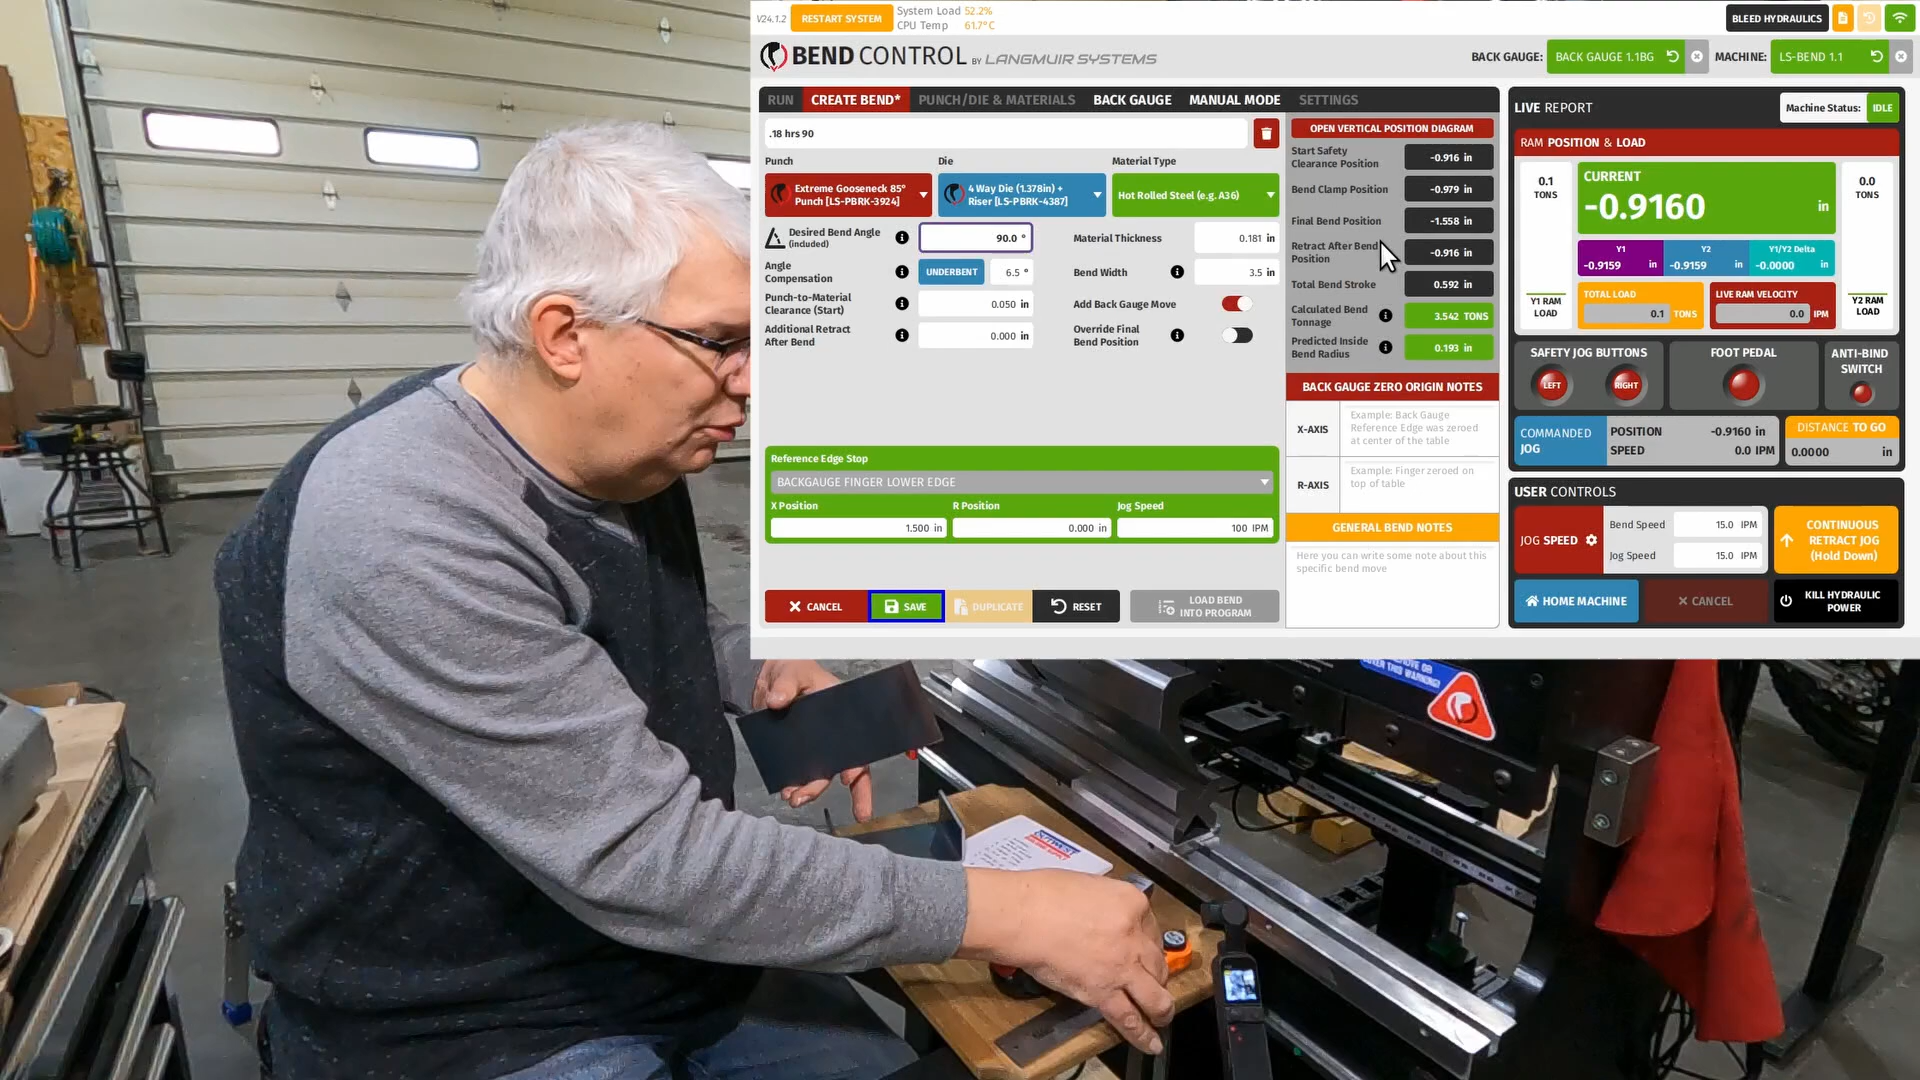 V24.1.2
RESTART SYSTEM
System Load 52.2%
CPU Temp 61.7°C
BLEED HYDRAULICS
BEND CONTROL BY LANGMUIR SYSTEMS
BACK GAUGE:
BACK GAUGE 1.1BG
MACHINE:
LS-BEND 1.1
RUN
CREATE BEND*
PUNCH/DIE & MATERIALS
BACK GAUGE
MANUAL MODE
SETTINGS
.18 hrs 90
Punch
Die
Material Type
Extreme Gooseneck 85°
Punch [LS-PBRK-3924]
4 Way Die (1.378in) +
Riser [LS-PBRK-4387]
Hot Rolled Steel (e.g. A36)
Desired Bend Angle
(included)
90.0 °
Material Thickness
0.181 in
Angle
Compensation
UNDERBENT
6.5 °
Bend Width
3.5 in
Punch-to-Material
Clearance (Start)
0.050 in
Add Back Gauge Move
Additional Retract
After Bend
0.000 in
Override Final
Bend Position
Reference Edge Stop
BACKGAUGE FINGER LOWER EDGE
X Position
R Position
Jog Speed
1.500 in
0.000 in
100 IPM
CANCEL
SAVE
DUPLICATE
RESET
LOAD BEND
INTO PROGRAM
OPEN VERTICAL POSITION DIAGRAM
Start Safety
Clearance Position
-0.916 in
Bend Clamp Position
-0.979 in
Final Bend Position
-1.558 in
Retract After Bend
Position
-0.916 in
Total Bend Stroke
0.592 in
Calculated Bend
Tonnage
3.542 TONS
Predicted Inside
Bend Radius
0.193 in
BACK GAUGE ZERO ORIGIN NOTES
X-AXIS
Example: Back Gauge
Reference Edge was zeroed
at center of the table
R-AXIS
Example: Finger zeroed on
top of table
GENERAL BEND NOTES
Here you can write some note about this
specific bend move
LIVE REPORT
Machine Status:
IDLE
RAM POSITION & LOAD
0.1
TONS
Y1 RAM
LOAD
CURRENT
-0.9160 in
0.0
TONS
Y2 RAM
LOAD
Y1
-0.9159 in
Y2
-0.9159 in
Y1/Y2 Delta
-0.0000 in
TOTAL LOAD
0.1 TONS
LIVE RAM VELOCITY
0.0 IPM
SAFETY JOG BUTTONS
LEFT
RIGHT
FOOT PEDAL
ANTI-BIND
SWITCH
COMMANDED
JOG
POSITION -0.9160 in
SPEED 0.0 IPM
DISTANCE TO GO
0.0000 in
USER CONTROLS
JOG SPEED
Bend Speed 15.0 IPM
Jog Speed 15.0 IPM
CONTINUOUS
RETRACT JOG
(Hold Down)
HOME MACHINE
CANCEL
KILL HYDRAULIC
POWER